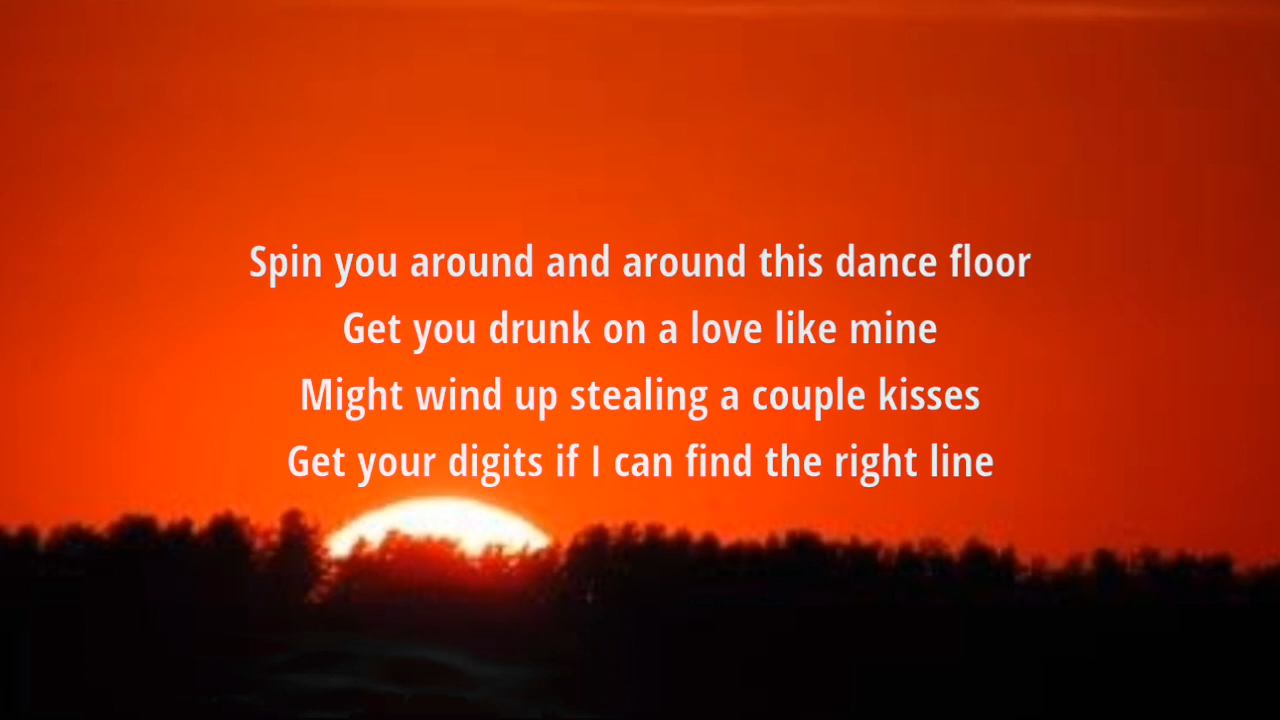 Spin you around and around this dance floor
Get you drunk on a love like mine
Might wind up stealing a couple kisses
Get your digits if I can find the right line